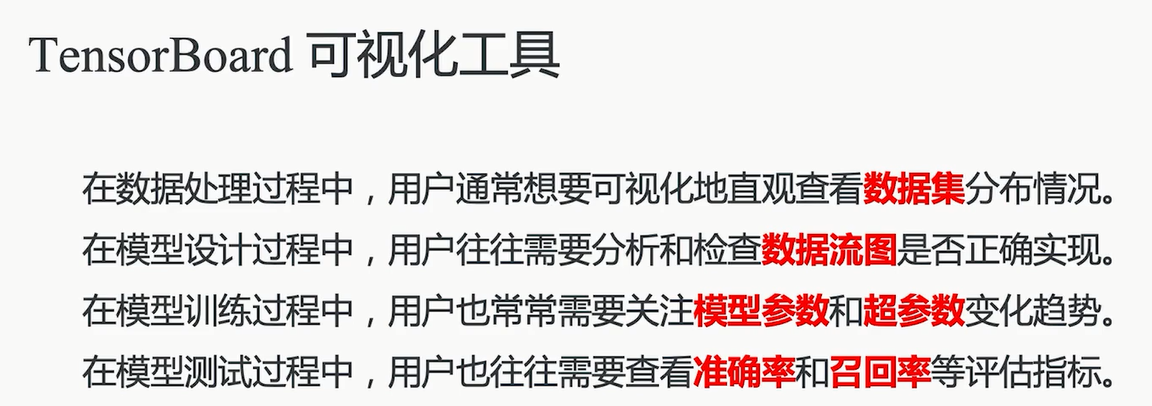 TensorBoard 可视化工具
在数据处理过程中，用户通常想要可视化地直观查看数据集分布情况。
在模型设计过程中，用户往往需要分析和检查数据流图是否正确实现。
在模型训练过程中，用户也常常需要关注模型参数和超参数变化趋势。
在模型测试过程中，用户也往往需要查看准确率和召回率等评估指标。